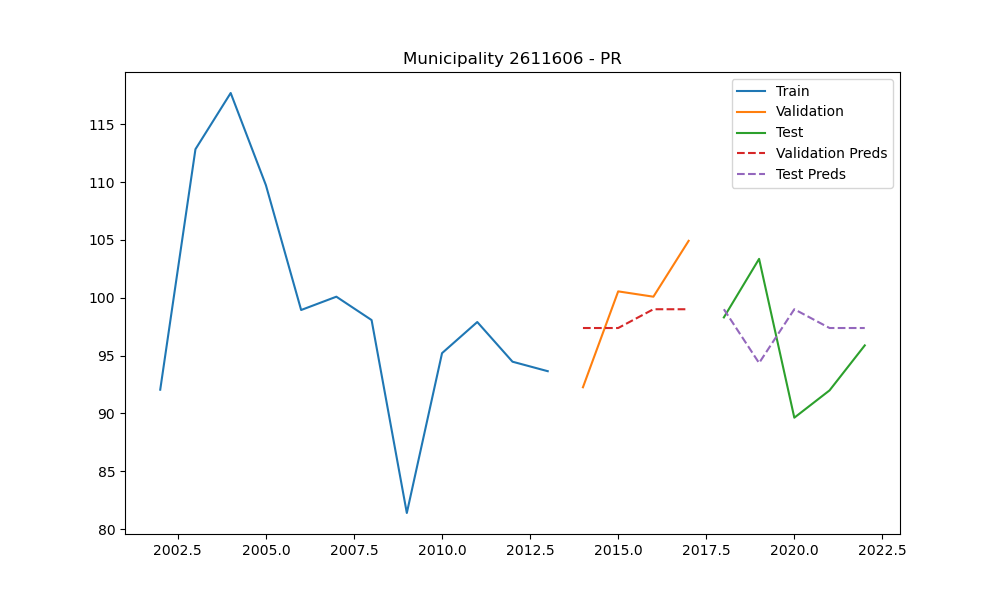 Municipality 2611606 - PR
Train
Validation
Test
Validation Preds
Test Preds
115
110
105
100
95
90
85
80
2002.5 2005.0 2007.5 2010.0 2012.5 2015.0 2017.5 2020.0 2022.5